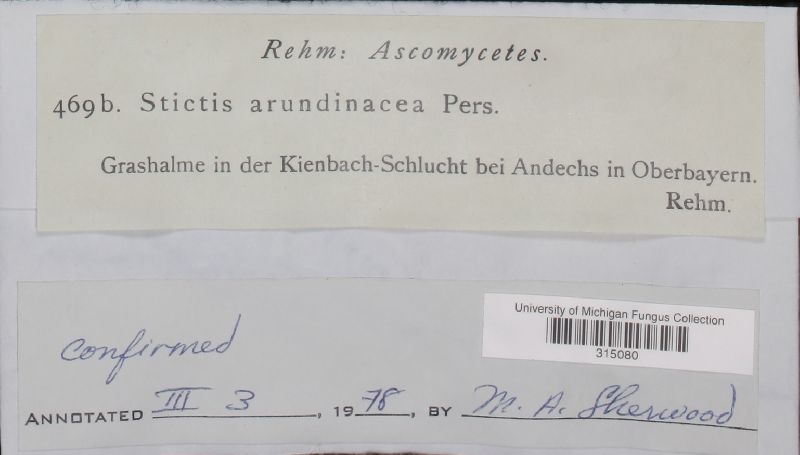 Rehm: Ascomycetes.
469b. Stictis arundinacea Pers.
Grashalme in der Kienbach-Schlucht bei Andechs in Oberbayern.
Rehm.
University of Michigan Fungus Collection
315080
confirmed
ANNOTATED III 3, 1978, BY M. A. Sherwood